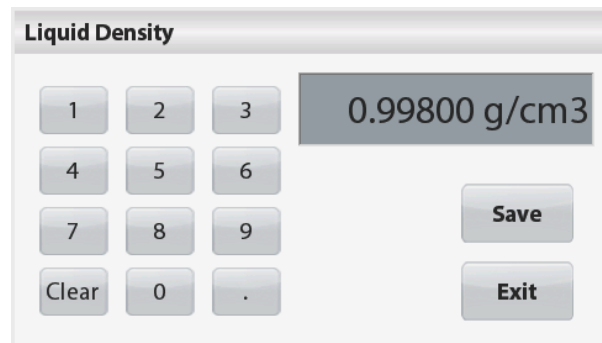 Liquid Density
1 2 3 0.99800 g/cm3
4 5 6
7 8 9 Save
Clear 0 . Exit